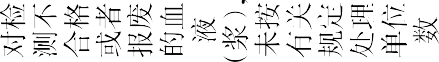 对检
测不
合格
或者
报废
的血
液
(浆),
未按
有关
规定
处理
单位
数